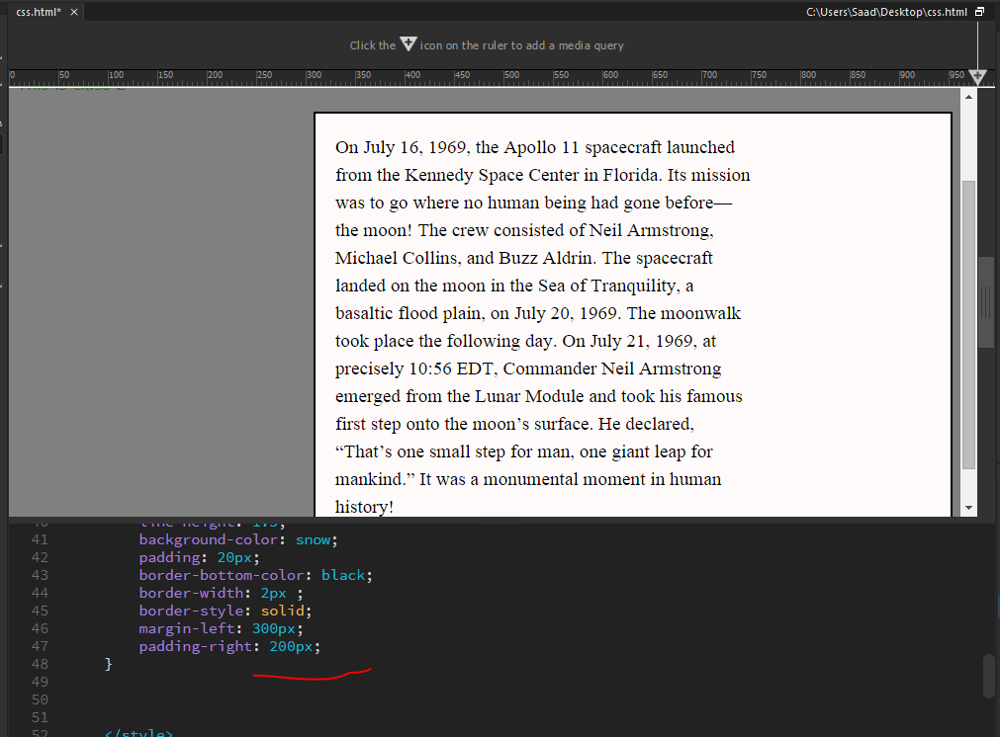 css.html* ×
C:\Users\Saad\Desktop\css.html
Click the icon on the ruler to add a media query
0 50 100 150 200 250 300 350 400 450 500 550 600 650 700 750 800 850 900 950
On July 16, 1969, the Apollo 11 spacecraft launched
from the Kennedy Space Center in Florida. Its mission
was to go where no human being had gone before—
the moon! The crew consisted of Neil Armstrong,
Michael Collins, and Buzz Aldrin. The spacecraft
landed on the moon in the Sea of Tranquility, a
basaltic flood plain, on July 20, 1969. The moonwalk
took place the following day. On July 21, 1969, at
precisely 10:56 EDT, Commander Neil Armstrong
emerged from the Lunar Module and took his famous
first step onto the moon’s surface. He declared,
“That’s one small step for man, one giant leap for
mankind.” It was a monumental moment in human
history!
40 line-height: 1.5;
41 background-color: snow;
42 padding: 20px;
43 border-bottom-color: black;
44 border-width: 2px ;
45 border-style: solid;
46 margin-left: 300px;
47 padding-right: 200px;
48 }
49
50
51
52 </style>